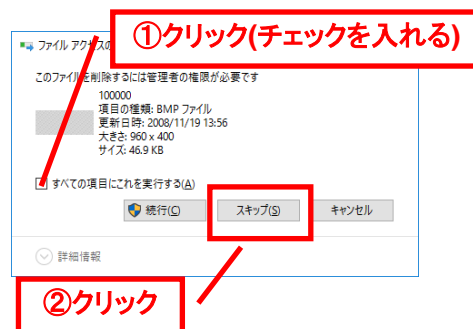 ①クリック(チェックを入れる)
ファイル アクセスの
このファイルを削除するには管理者の権限が必要です
100000
項目の種類: BMP ファイル
更新日時: 2008/11/19 13:56
大きさ: 960 x 400
サイズ: 46.9 KB
すべての項目にこれを実行する(A)
続行(C) スキップ(S) キャンセル
詳細情報
②クリック